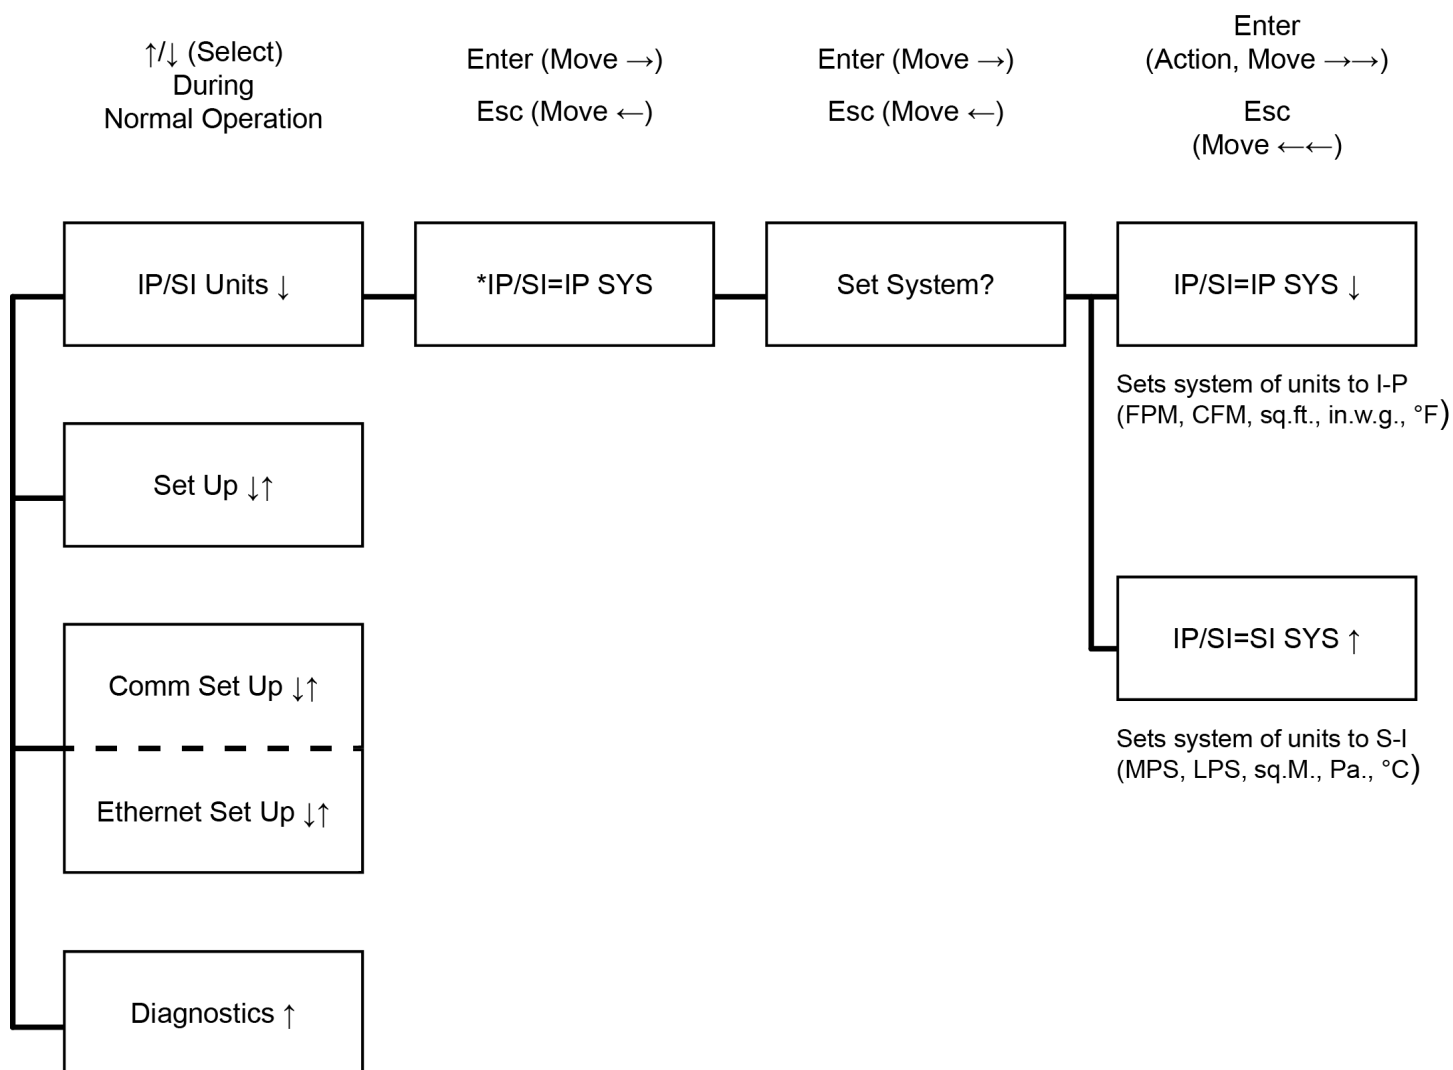 ↑/↓ (Select)
During
Normal Operation
Enter (Move →)
Esc (Move ←)
Enter (Move →)
Esc (Move ←)
Enter
(Action, Move →→)
Esc
(Move ←←)
IP/SI Units ↓
*IP/SI=IP SYS
Set System?
IP/SI=IP SYS ↓
Sets system of units to I-P
(FPM, CFM, sq.ft., in.w.g., °F)
Set Up ↓↑
IP/SI=SI SYS ↑
Sets system of units to S-I
(MPS, LPS, sq.M., Pa., °C)
Comm Set Up ↓↑
Ethernet Set Up ↓↑
Diagnostics ↑